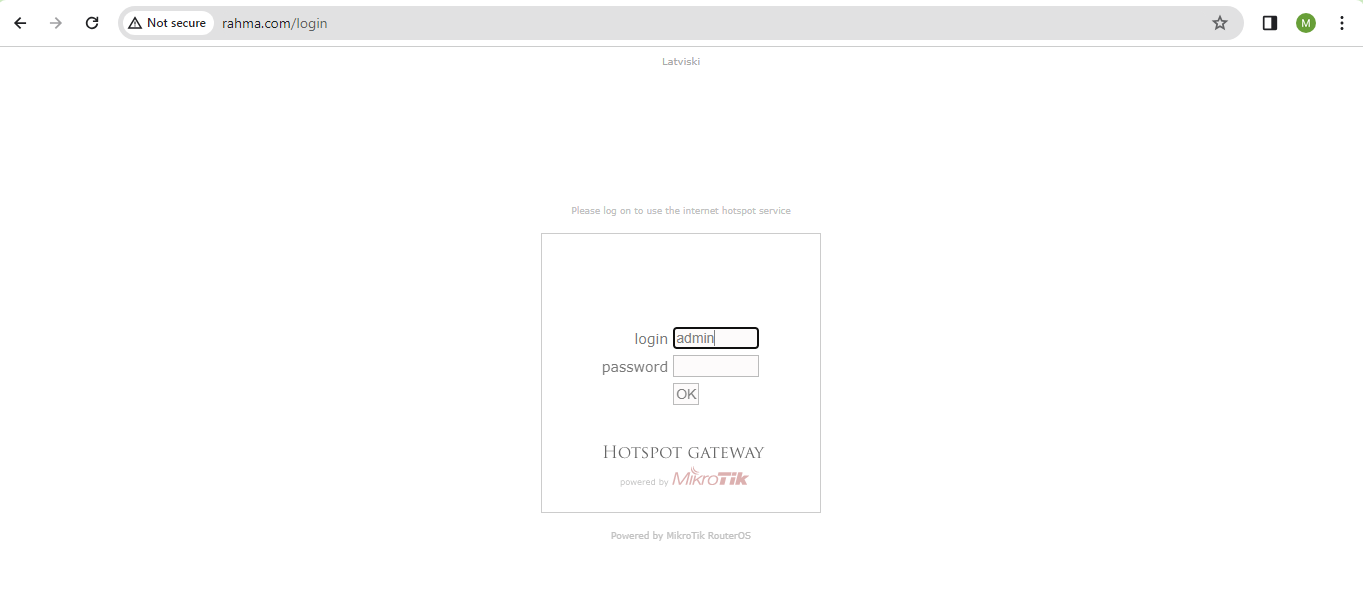 Not secure rahma.com/login M
Latviski
Please log on to use the internet hotspot service
login admin
password
OK
HOTSPOT GATEWAY
powered by MikroTik
Powered by MikroTik RouterOS